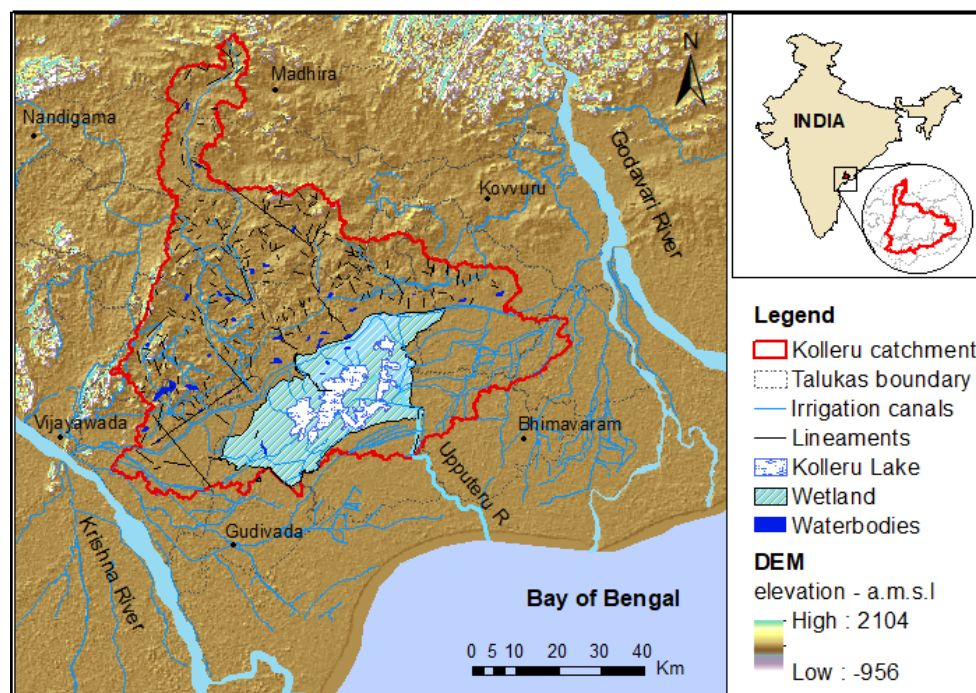 N
Madhira
Nandigama
Kovvuru
Godavari River
Vijayawada
Bhimavaram
Upputeru R
Gudivada
Krishna River
Bay of Bengal
0 5 10 20 30 40
Km
INDIA
Legend
Kolleru catchment
Talukas boundary
Irrigation canals
Lineaments
Kolleru Lake
Wetland
Waterbodies
DEM
elevation - a.m.s.l
High : 2104
Low : -956